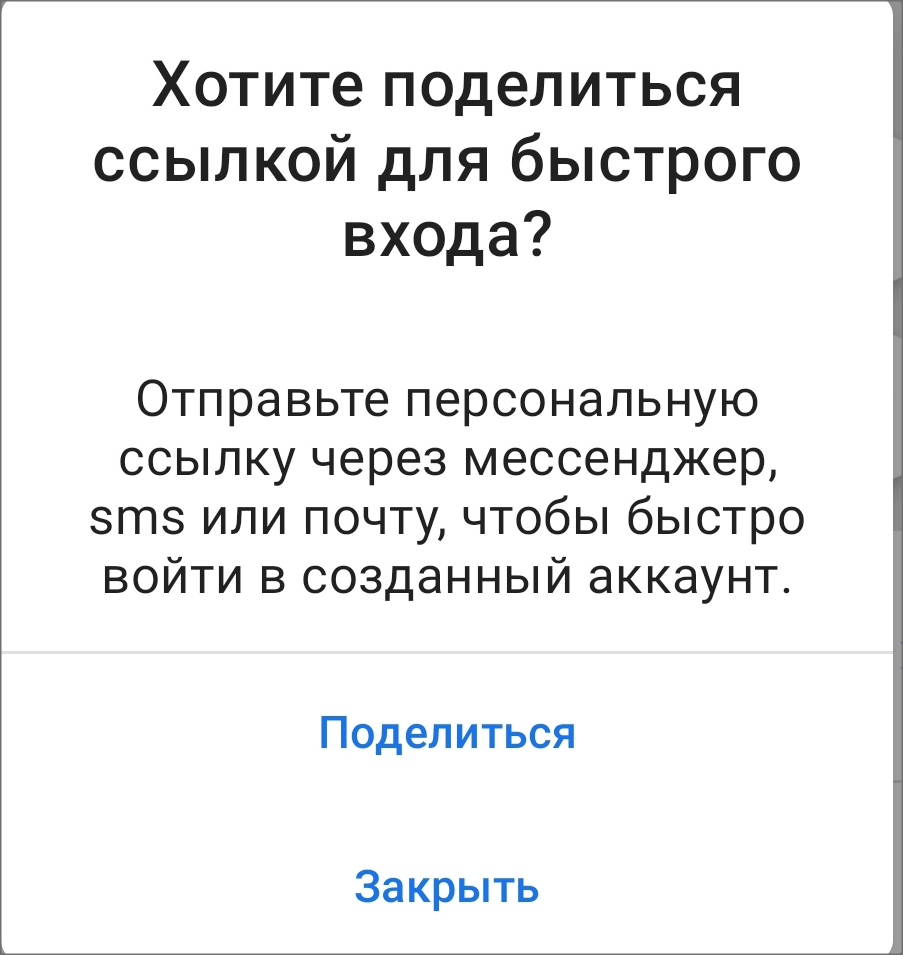 Хотите поделиться
ссылкой для быстрого
входа?
Отправьте персональную
ссылку через мессенджер,
sms или почту, чтобы быстро
войти в созданный аккаунт.
Поделиться
Закрыть